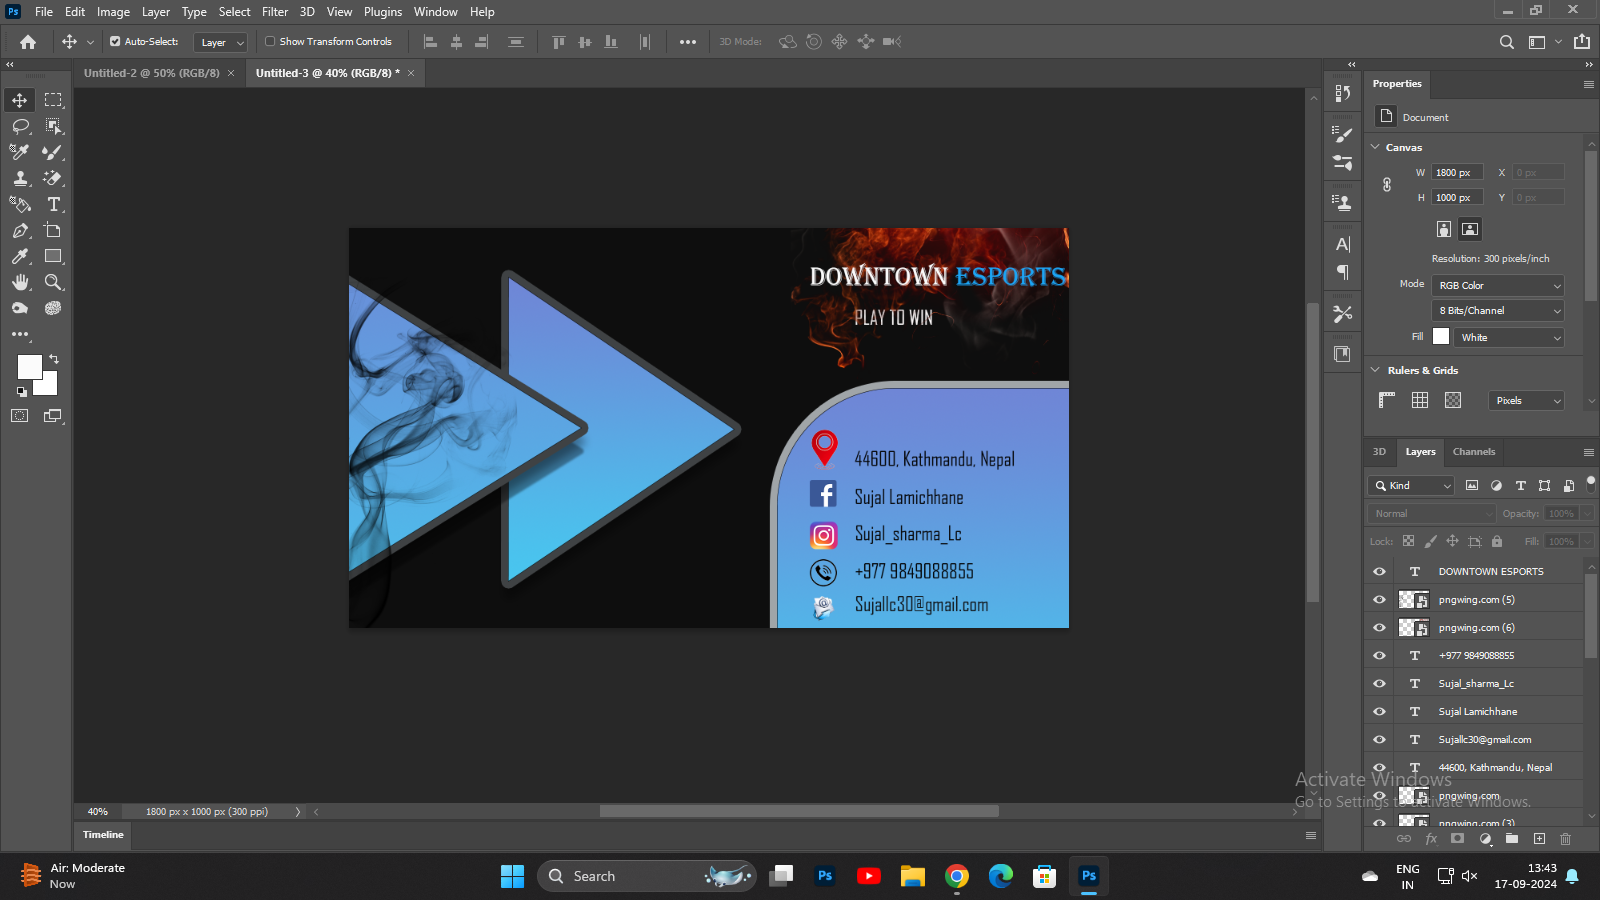 Ps File Edit Image Layer Type Select Filter 3D View Plugins Window Help
Auto-Select: Layer Show Transform Controls 3D Mode:
Untitled-2 @ 50% (RGB/8) × Untitled-3 @ 40% (RGB/8) * ×
DOWNTOWN ESPORTS
PLAY TO WIN
44600, Kathmandu, Nepal
Sujal Lamichhane
Sujal_sharma_Lc
+977 9849088855
Sujallc30@gmail.com
40% 1800 px x 1000 px (300 ppi)
Timeline
Properties
Document
Canvas
W 1800 px X 0 px
H 1000 px Y 0 px
Resolution: 300 pixels/inch
Mode RGB Color
8 Bits/Channel
Fill White
Rulers & Grids
Pixels
3D Layers Channels
Kind
Normal Opacity: 100%
Lock: Fill: 100%
DOWNTOWN ESPORTS
pngwing.com (5)
pngwing.com (6)
+977 9849088855
Sujal_sharma_Lc
Sujal Lamichhane
Sujallc30@gmail.com
44600, Kathmandu, Nepal
pngwing.com
pngwing.com (3)
Activate Windows
Go to Settings to activate Windows.
Air: Moderate
Now
Search
Ps
Ps
ENG
IN
13:43
17-09-2024